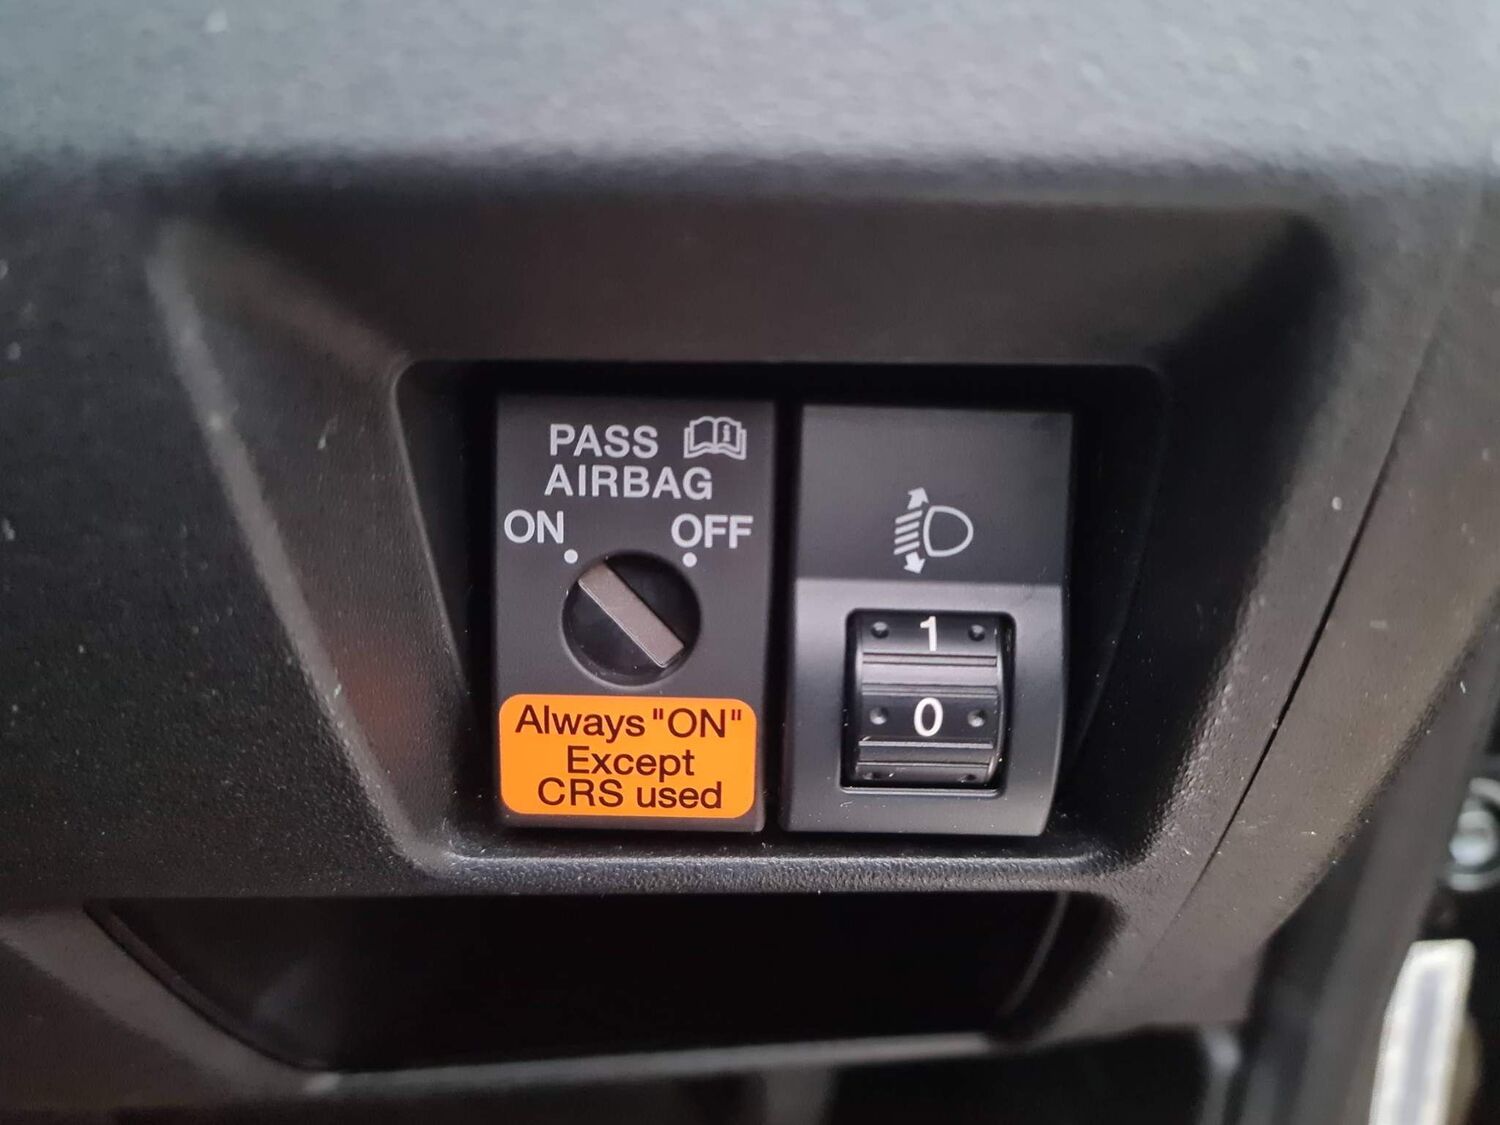 PASS
AIRBAG
ON OFF
Always "ON"
Except
CRS used
1
0